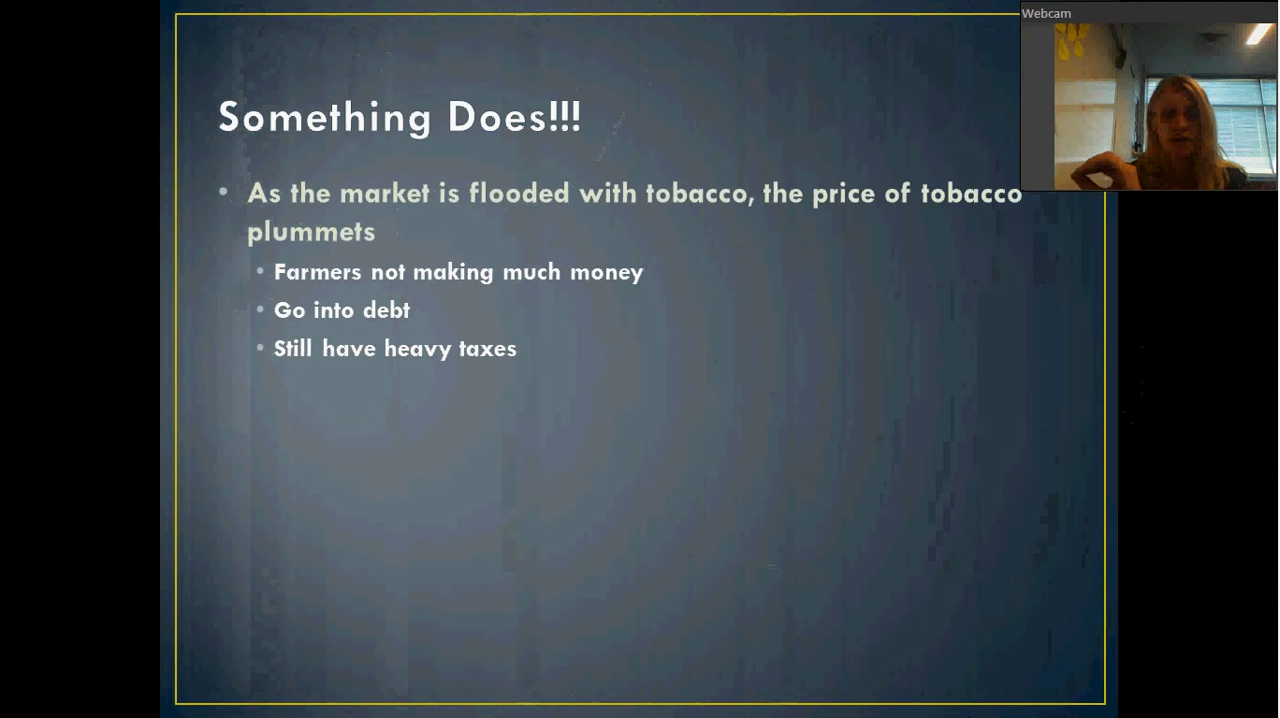 Webcam
Something Does!!!
• As the market is flooded with tobacco, the price of tobacco
plummets
• Farmers not making much money
• Go into debt
• Still have heavy taxes